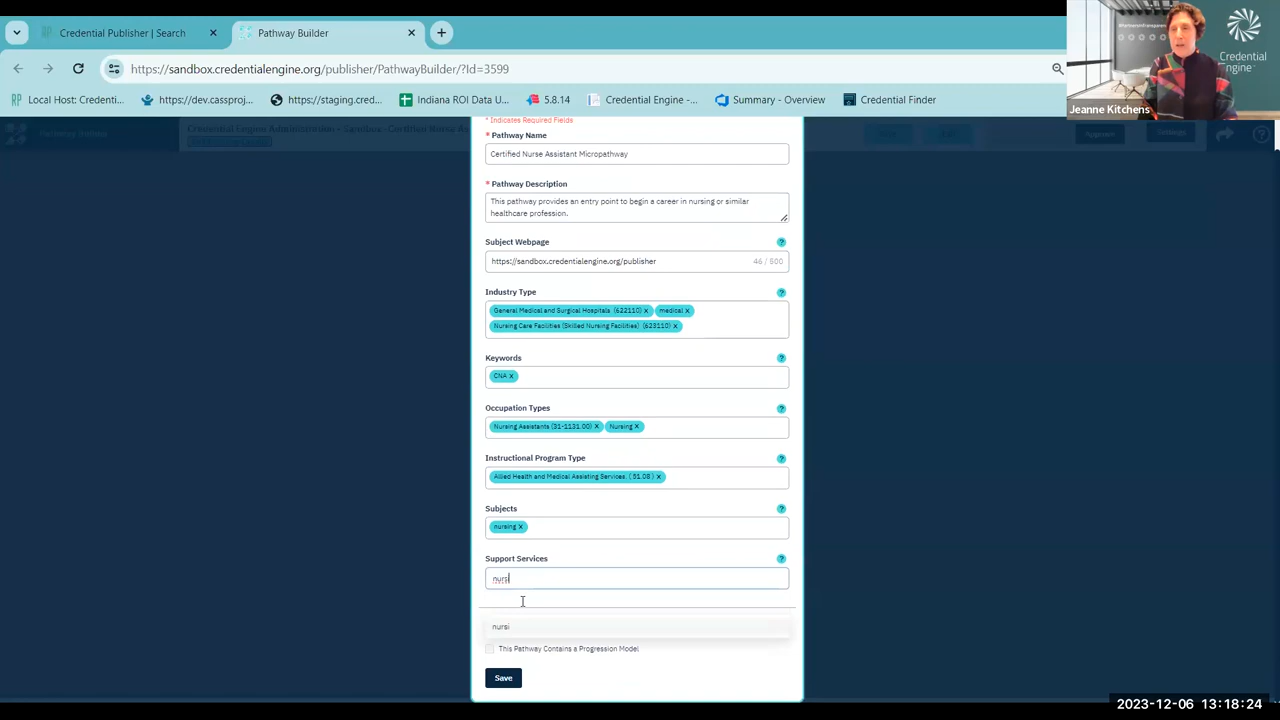 Credential Publisher | Search
Pathway Builder
https://sandbox.credentialengine.org/publisher/PathwayBuilder/?Id=3599
Local Host: Credenti...
https://dev.cassproj...
https://staging.cred...
Indiana ROI Data U...
5.8.14
Credential Engine -...
Summary - Overview
Credential Finder
Credential Engine
Jeanne Kitchens
Pathway Builder
Approve
Settings
* Indicates Required Fields
* Pathway Name
Certified Nurse Assistant Micropathway
* Pathway Description
This pathway provides an entry point to begin a career in nursing or similar
healthcare profession.
Subject Webpage
https://sandbox.credentialengine.org/publisher
46 / 500
Industry Type
General Medical and Surgical Hospitals (622110) x medical x
Nursing Care Facilities (Skilled Nursing Facilities) (623110) x
Keywords
CNA x
Occupation Types
Nursing Assistants (31-1131.00) x Nursing x
Instructional Program Type
Allied Health and Medical Assisting Services. ( 51.08 ) x
Subjects
nursing x
Support Services
nursi
nursi
This Pathway Contains a Progression Model
Save
2023-12-06 13:18:24